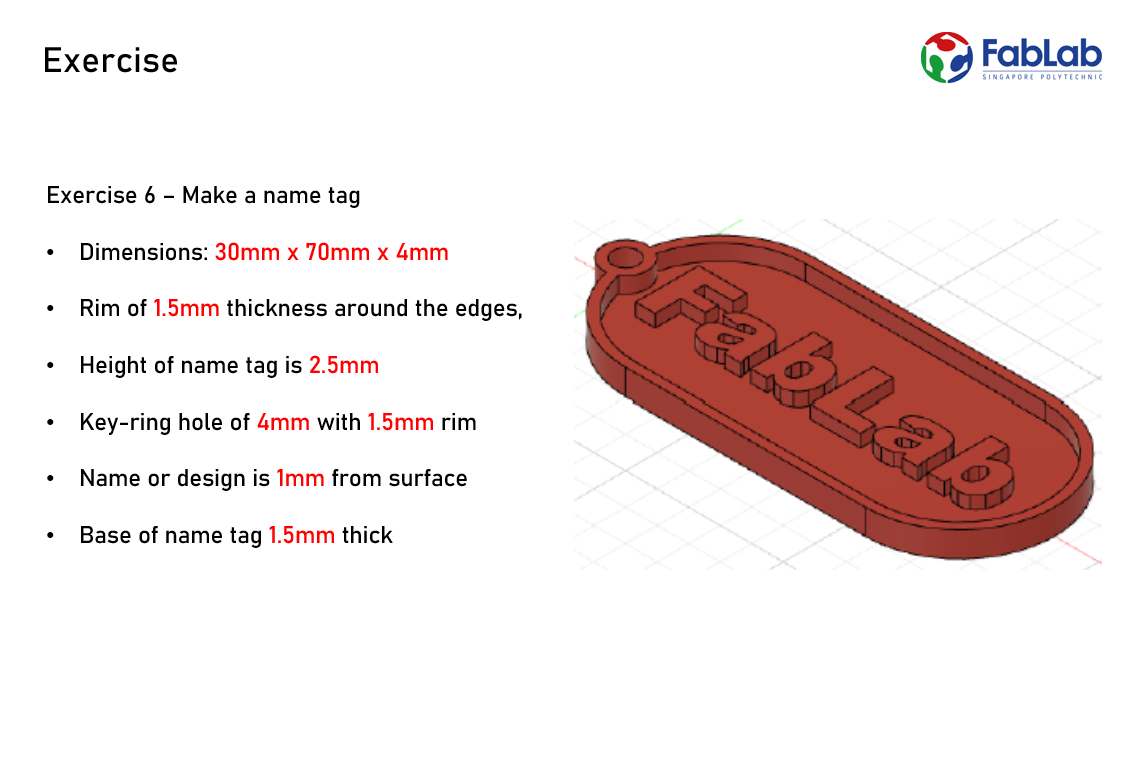 Exercise
FabLab
SINGAPORE POLYTECHNIC
Exercise 6 – Make a name tag
• Dimensions: 30mm x 70mm x 4mm
• Rim of 1.5mm thickness around the edges,
• Height of name tag is 2.5mm
• Key-ring hole of 4mm with 1.5mm rim
• Name or design is 1mm from surface
• Base of name tag 1.5mm thick
FabLab